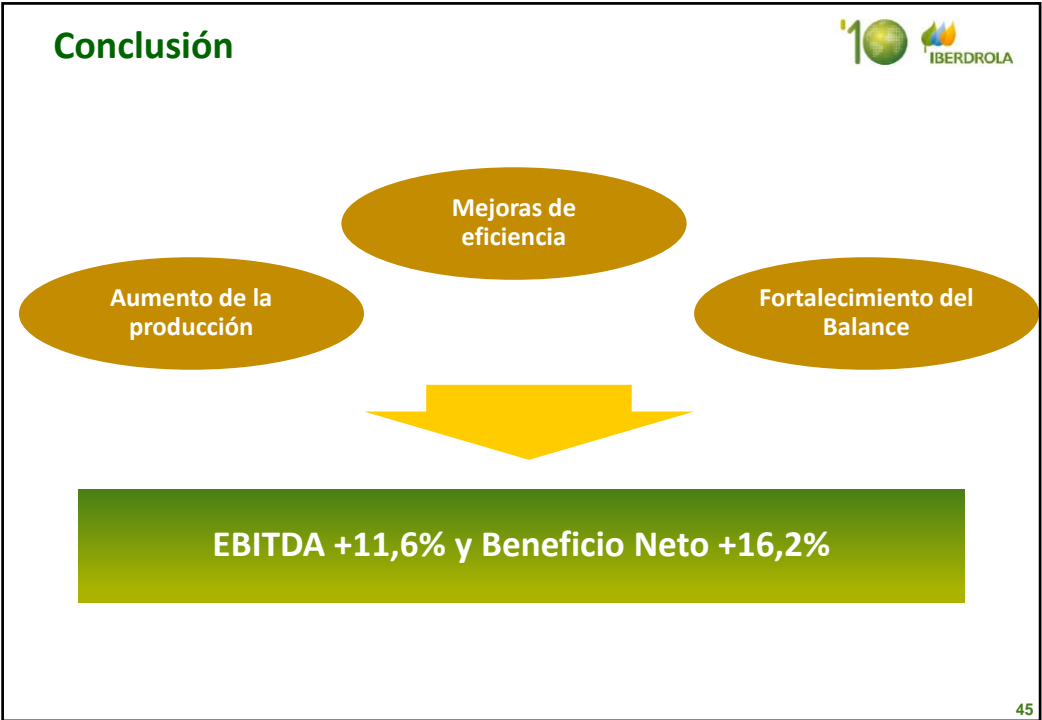 Conclusión
'10
IBERDROLA
Mejoras de
eficiencia
Aumento de la
producción
Fortalecimiento del
Balance
EBITDA +11,6% y Beneficio Neto +16,2%
45